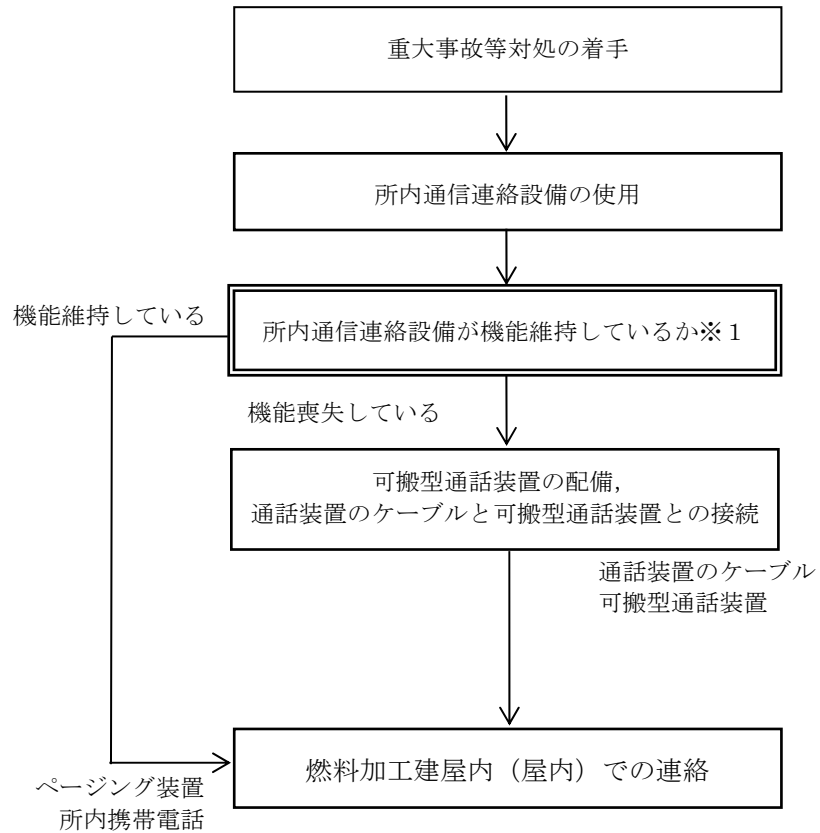 重大事故等対処の着手
所内通信連絡設備の使用
機能維持している
所内通信連絡設備が機能維持しているか※１
機能喪失している
可搬型通話装置の配備，
通話装置のケーブルと可搬型通話装置との接続
通話装置のケーブル
可搬型通話装置
燃料加工建屋内（屋内）での連絡
ページング装置
所内携帯電話